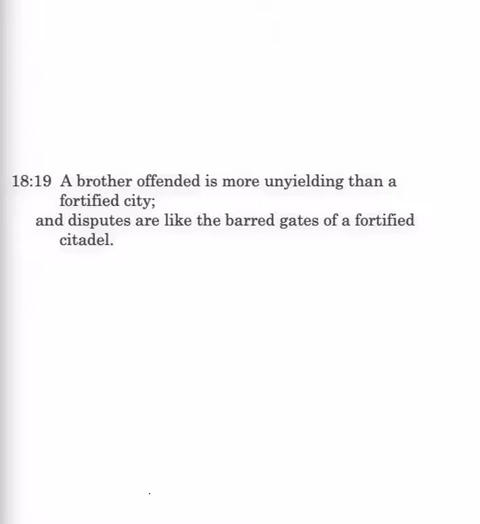 18:19 A brother offended is more unyielding than a
fortified city;
and disputes are like the barred gates of a fortified
citadel.